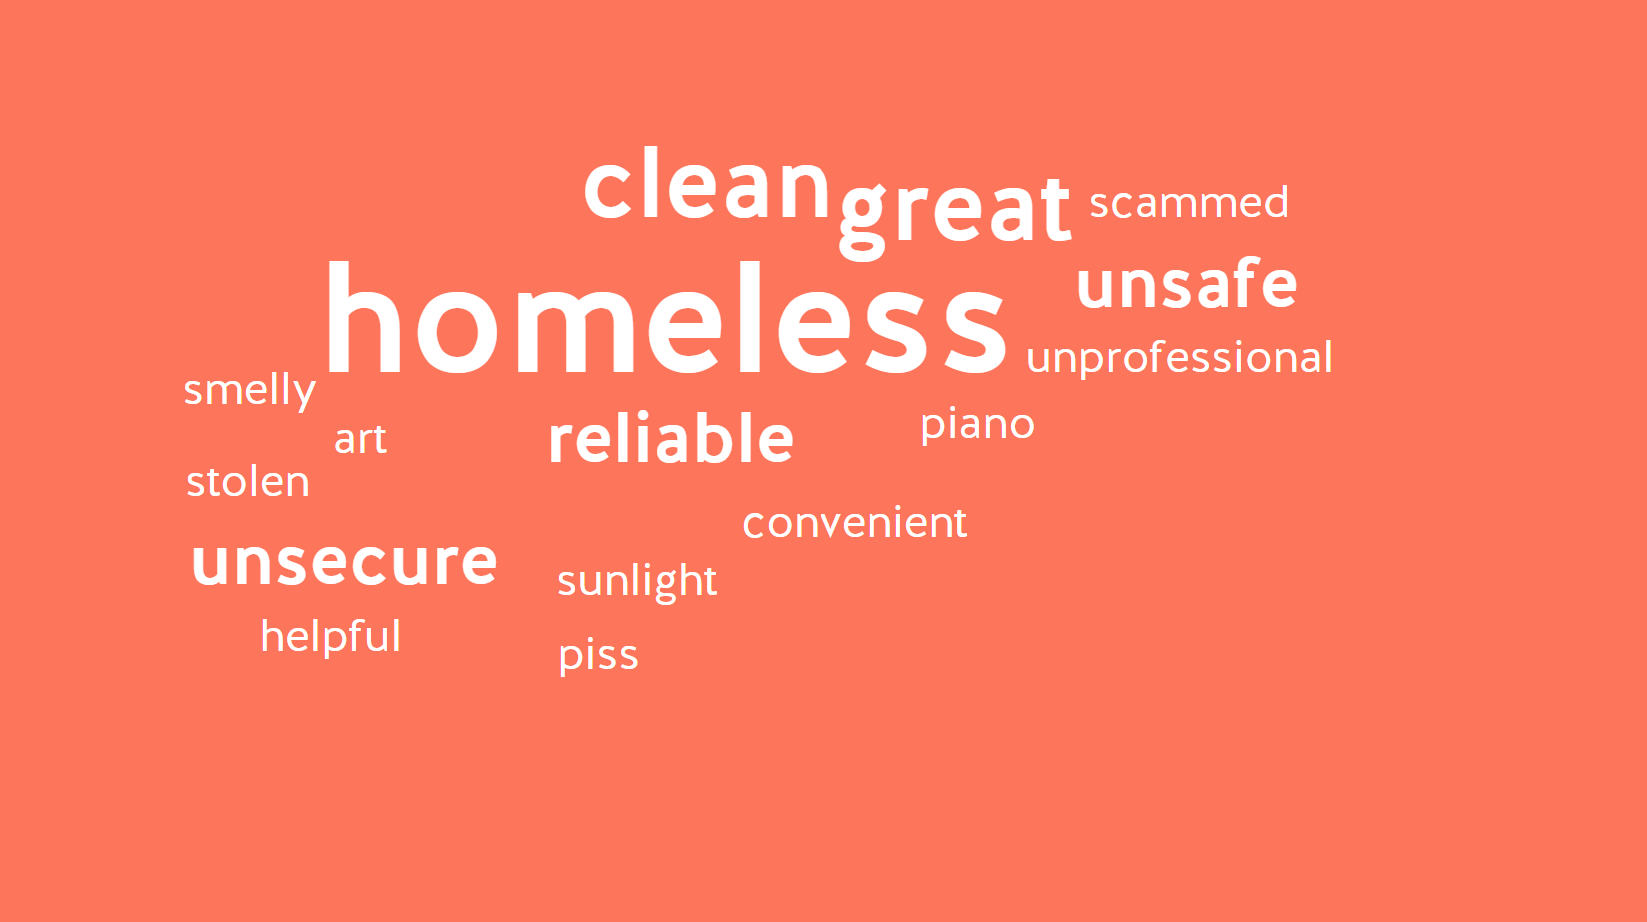 clean
great
scammed
unsafe
homeless
unprofessional
smelly
art
reliable
piano
stolen
convenient
unsecure
sunlight
helpful
piss